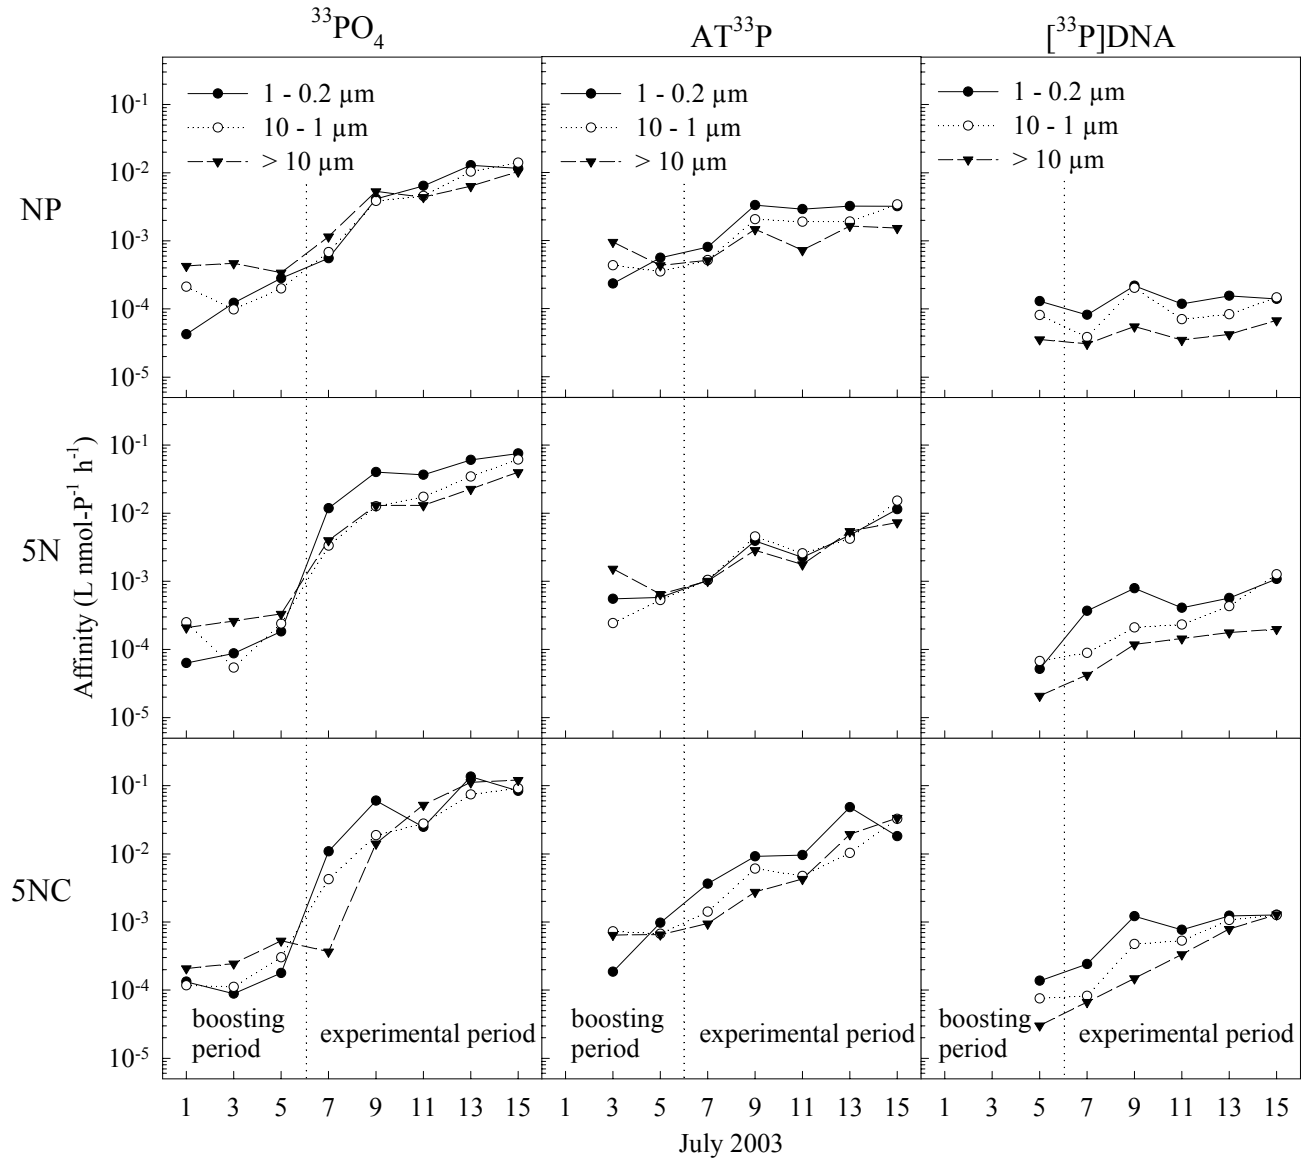 ³³PO₄ AT³³P [³³P]DNA
1 - 0.2 µm 1 - 0.2 µm 1 - 0.2 µm
10 - 1 µm 10 - 1 µm 10 - 1 µm
> 10 µm > 10 µm > 10 µm
NP
10⁻¹
10⁻²
10⁻³
10⁻⁴
10⁻⁵
5N
Affinity (L nmol-P⁻¹ h⁻¹)
10⁻¹
10⁻²
10⁻³
10⁻⁴
10⁻⁵
5NC
10⁻¹
10⁻²
10⁻³
10⁻⁴
10⁻⁵
boosting period
experimental period
boosting period
experimental period
boosting period
experimental period
1 3 5 7 9 11 13 15 1 3 5 7 9 11 13 15 1 3 5 7 9 11 13 15
July 2003